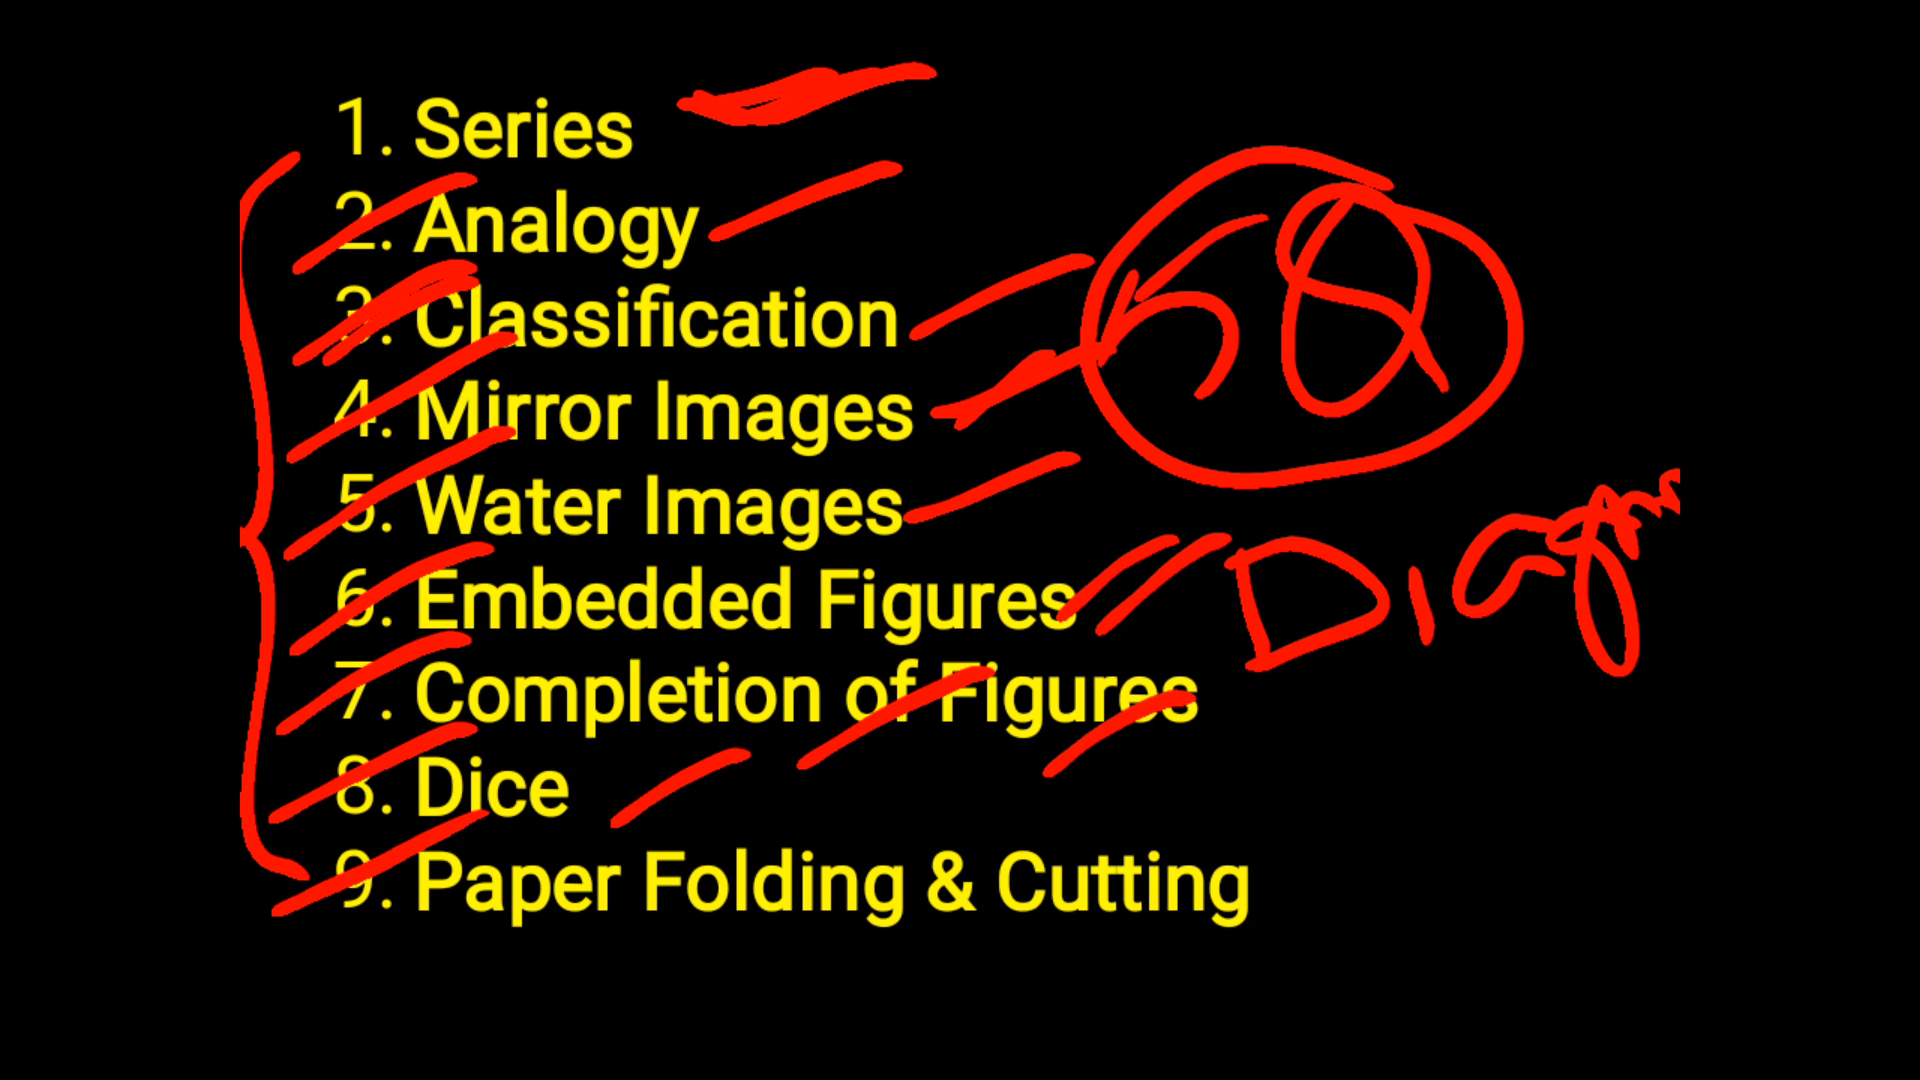 1. Series
2. Analogy
3. Classification
4. Mirror Images
5. Water Images
6. Embedded Figures
7. Completion of Figures
8. Dice
9. Paper Folding & Cutting